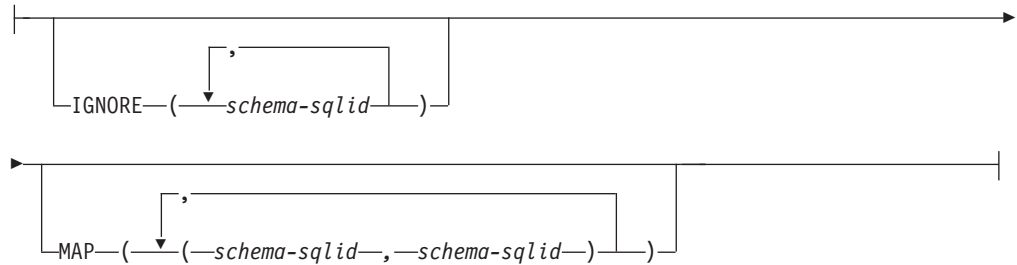 ,
IGNORE ( schema-sqlid )
,
MAP ( ( schema-sqlid , schema-sqlid ) )